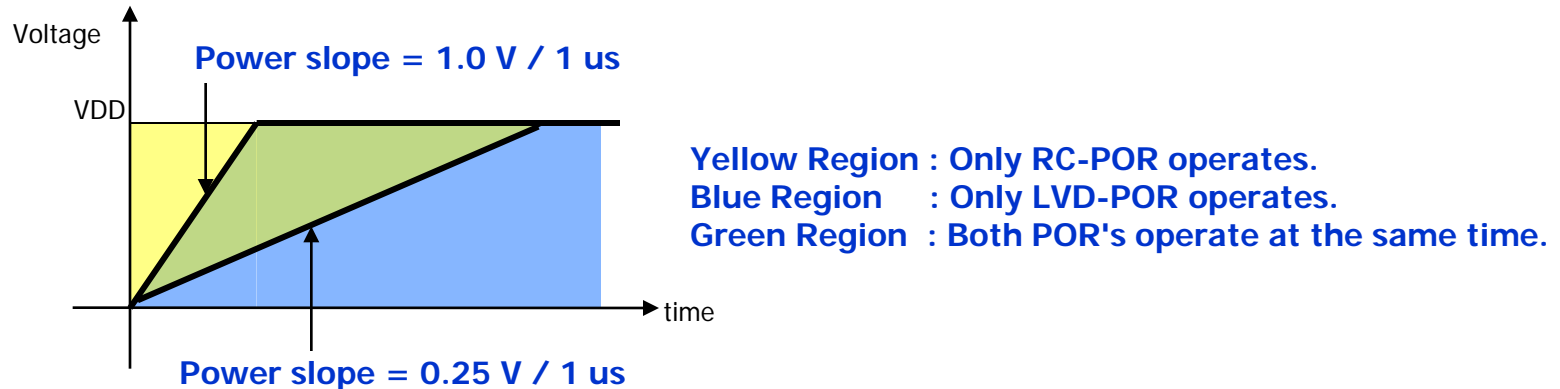 Voltage
Power slope = 1.0 V / 1 us
VDD
Yellow Region : Only RC-POR operates.
Blue Region : Only LVD-POR operates.
Green Region : Both POR's operate at the same time.
time
Power slope = 0.25 V / 1 us